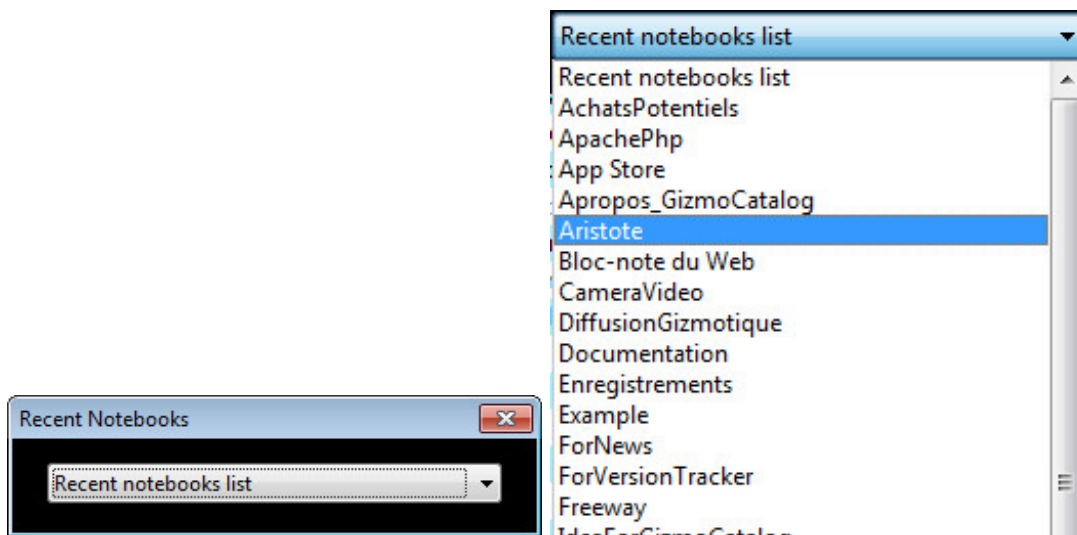 Recent notebooks list
Recent notebooks list
AchatsPotentiels
ApachePhp
App Store
Apropos_GizmoCatalog
Aristote
Bloc-note du Web
CameraVideo
DiffusionGizmotique
Documentation
Enregistrements
Example
ForNews
ForVersionTracker
Freeway
Recent Notebooks
Recent notebooks list